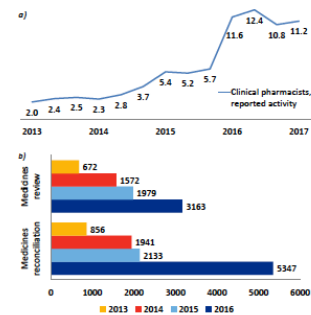 a)
12.4
11.6
10.8
11.2
5.4
5.2
5.7
3.7
2.0
2.4
2.5
2.3
2.8
Clinical pharmacists,
reported activity
2013
2014
2015
2016
2017
b)
Medicines
review
672
1572
1979
3163
Medicines
reconciliation
856
1941
2133
5347
0 1000 2000 3000 4000 5000 6000
2013 2014 2015 2016